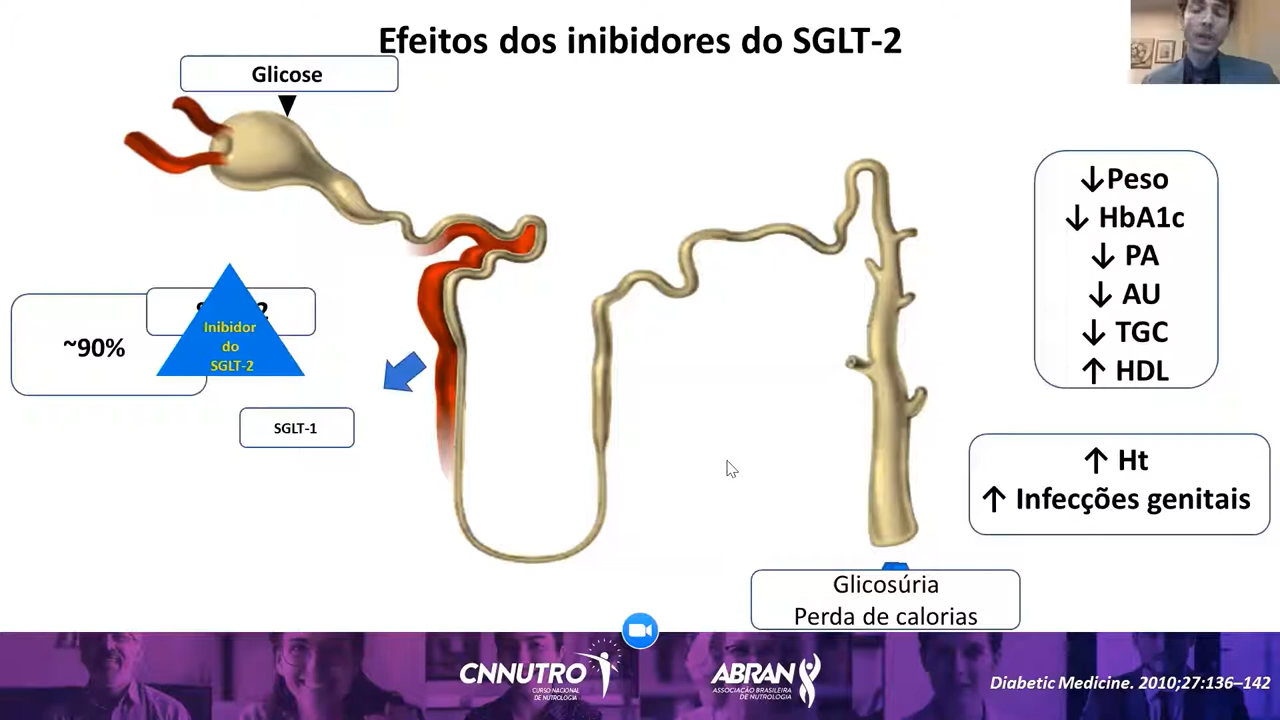 Efeitos dos inibidores do SGLT-2
Glicose
~90%
Inibidor
do
SGLT-2
SGLT-1
↓Peso
↓ HbA1c
↓ PA
↓ AU
↓ TGC
↑ HDL
↑ Ht
↑ Infecções genitais
Glicosúria
Perda de calorias
CNNUTRO
CURSO NACIONAL
DE NUTROLOGIA
ABRAN
ASSOCIAÇÃO BRASILEIRA
DE NUTROLOGIA
Diabetic Medicine. 2010;27:136–142